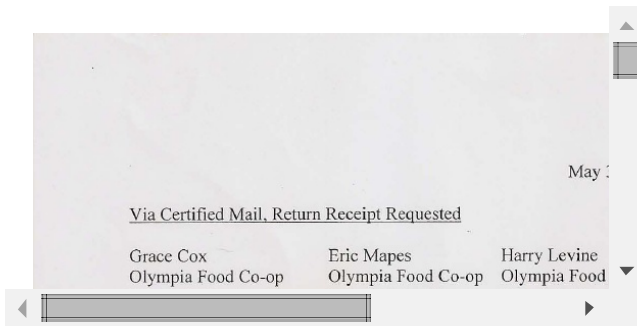 May
Via Certified Mail, Return Receipt Requested
Grace Cox Eric Mapes Harry Levine
Olympia Food Co-op Olympia Food Co-op Olympia Food